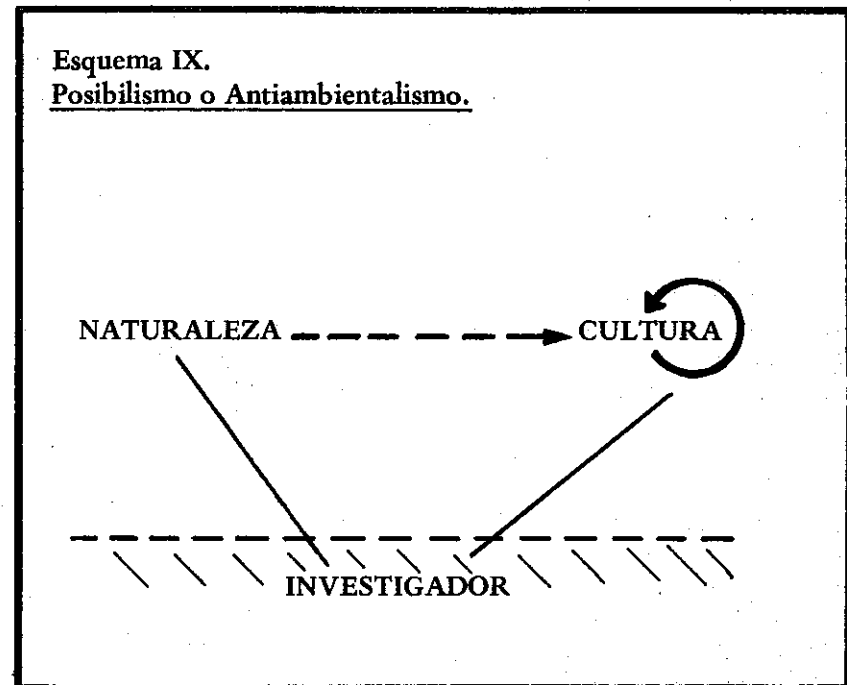 Esquema IX.
Posibilismo o Antiambientalismo.
NATURALEZA
CULTURA
INVESTIGADOR